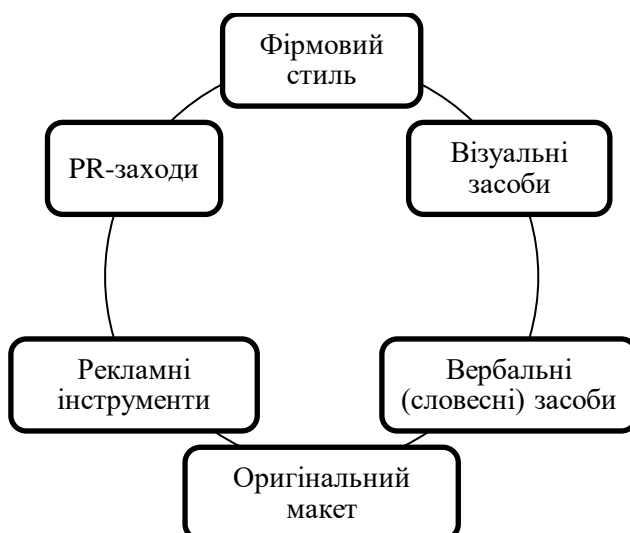 Фірмовий
стиль
PR-заходи
Візуальні
засоби
Рекламні
інструменти
Вербальні
(словесні) засоби
Оригінальний
макет